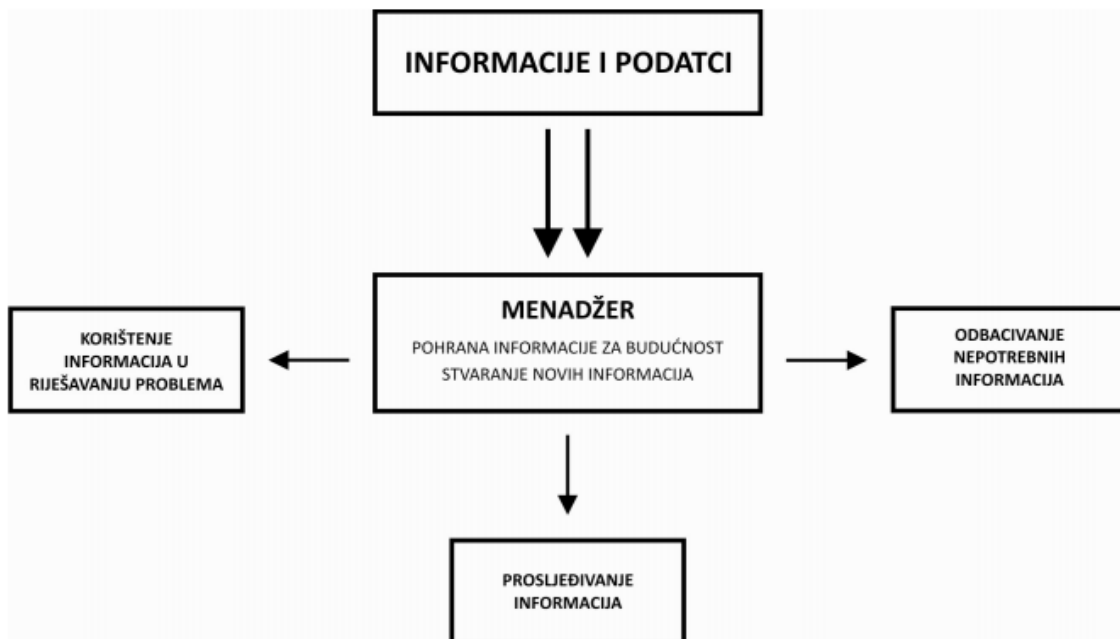 INFORMACIJE I PODATCI
MENADŽER
POHRANA INFORMACIJE ZA BUDUĆNOST
STVARANJE NOVIH INFORMACIJA
KORIŠTENJE
INFORMACIJA U
RIJEŠAVANJU PROBLEMA
ODBACIVANJE
NEPOTREBNIH
INFORMACIJA
PROSLJEĐIVANJE
INFORMACIJA